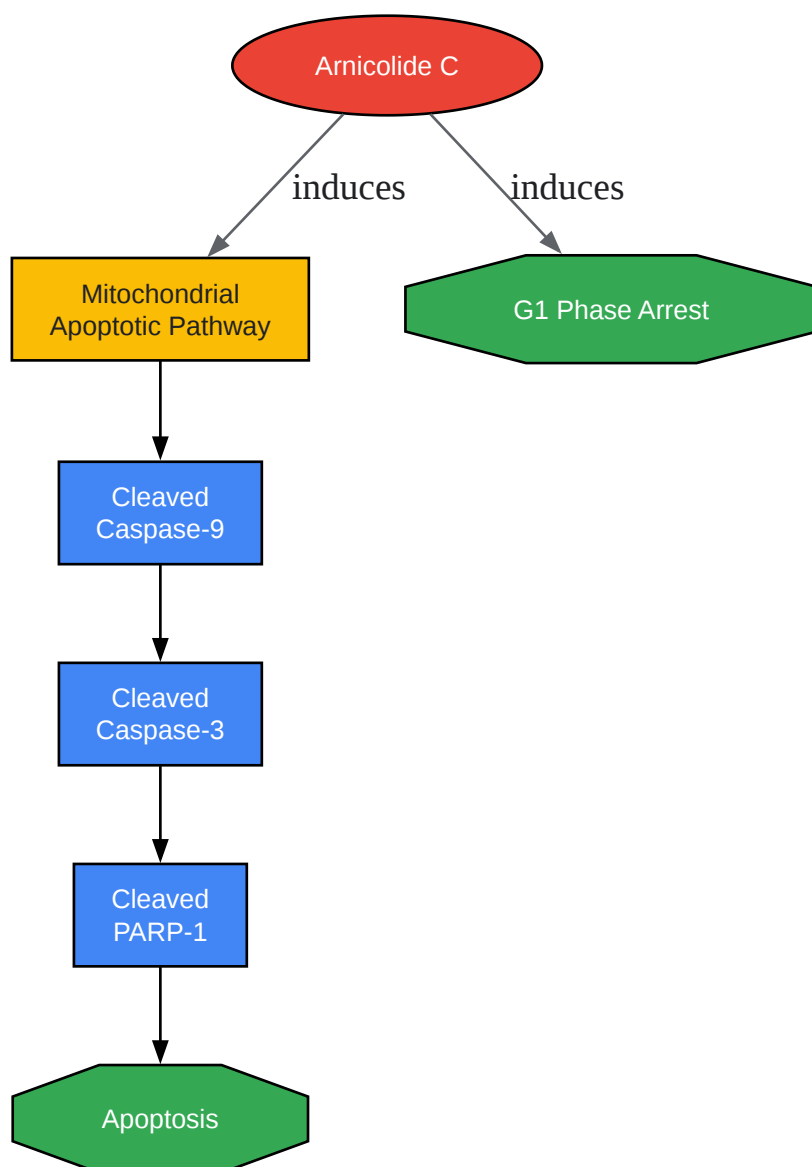 Arnicolide C
induces
induces
Mitochondrial
Apoptotic Pathway
G1 Phase Arrest
Cleaved
Caspase-9
Cleaved
Caspase-3
Cleaved
PARP-1
Apoptosis